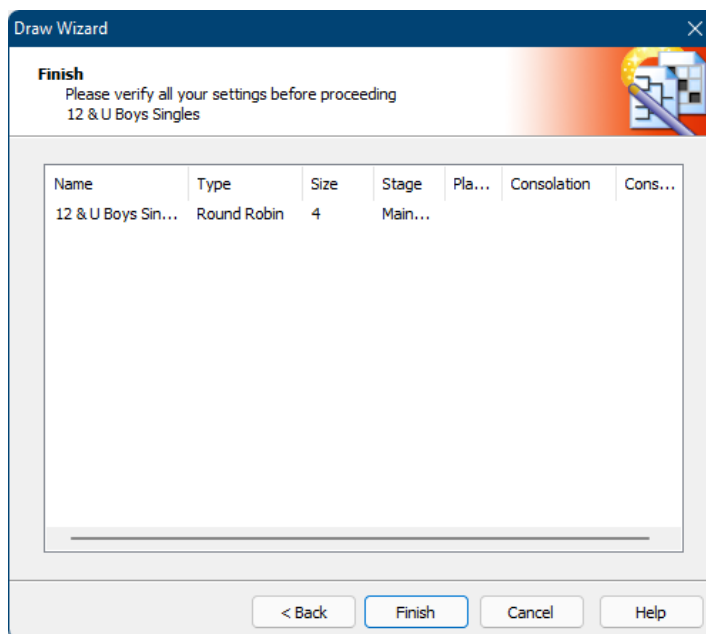 Draw Wizard
Finish
Please verify all your settings before proceeding
12 & U Boys Singles
Name Type Size Stage Pla... Consolation Cons...
12 & U Boys Sin... Round Robin 4 Main...
< Back Finish Cancel Help